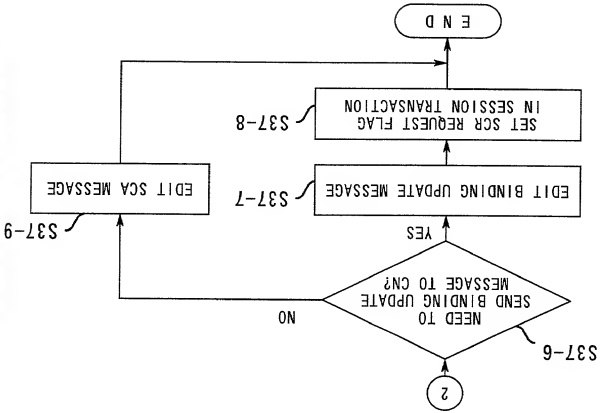 2
S37-6
NEED TO
SEND BINDING UPDATE
MESSAGE TO CN?
NO
YES
S37-7
EDIT BINDING UPDATE MESSAGE
S37-9
EDIT SCA MESSAGE
S37-8
SET SCR REQUEST FLAG
IN SESSION TRANSACTION
END